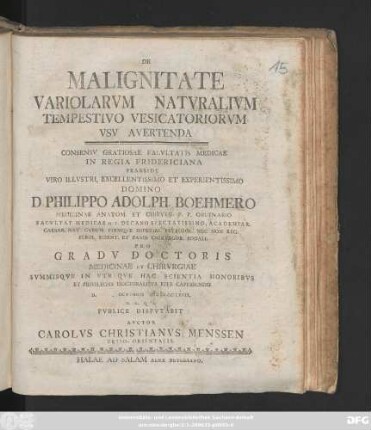 15
DE
MALIGNITATE
VARIOLARVM NATVRALIVM
TEMPESTIVO VESICATORIORVM
VSV AVERTENDA
CONSENSV GRATIOSAE FACVLTATIS MEDICAE
IN REGIA FRIDERICIANA
PRAESIDE
VIRO ILLVSTRI, EXCELLENTISSIMO ET EXPERIENTISSIMO
DOMINO
D. PHILIPPO ADOLPH. BOEHMERO
MEDICINAE ANATOM. ET CHIRVRG. P. P. ORDINARIO
PRO
GRADV DOCTORIS
MEDICINAE ET CHIRVRGIAE
SVMMISQVE IN VTRAQVE HAC SCIENTIA HONORIBVS
ET PRIVILEGIIS DOCTORALIBVS RITE CAPESSENDIS
D.
PVBLICE DISPVTABIT
AVCTOR
CAROLVS CHRISTIANVS MENSSEN
ORIENTALIS.
HALAE AD SALAM